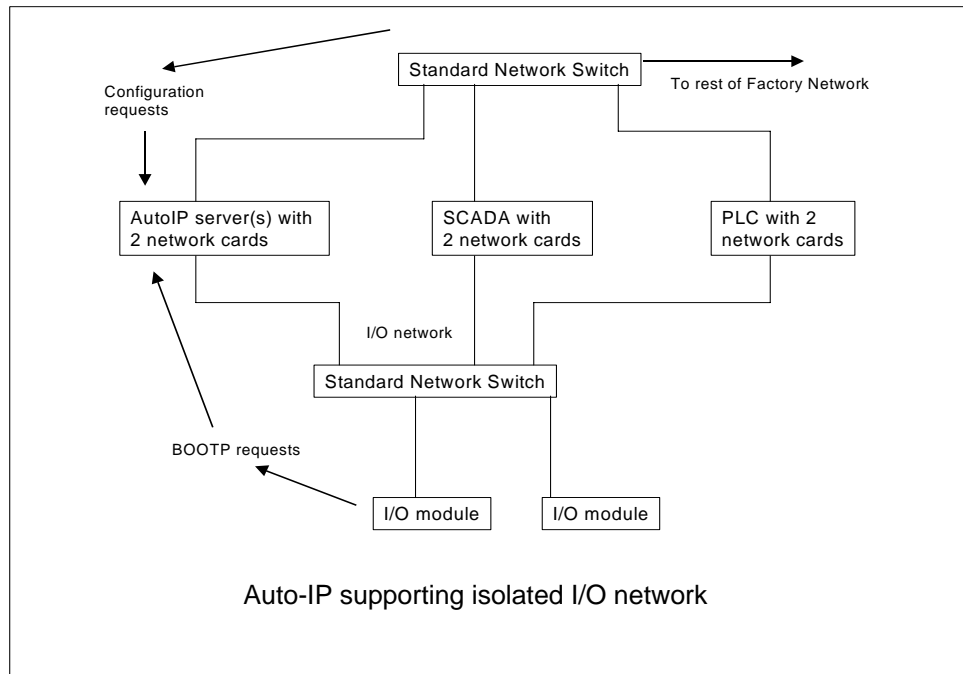 Standard Network Switch
To rest of Factory Network
Configuration
requests
AutoIP server(s) with
2 network cards
SCADA with
2 network cards
PLC with 2
network cards
I/O network
Standard Network Switch
BOOTP requests
I/O module
I/O module
Auto-IP supporting isolated I/O network